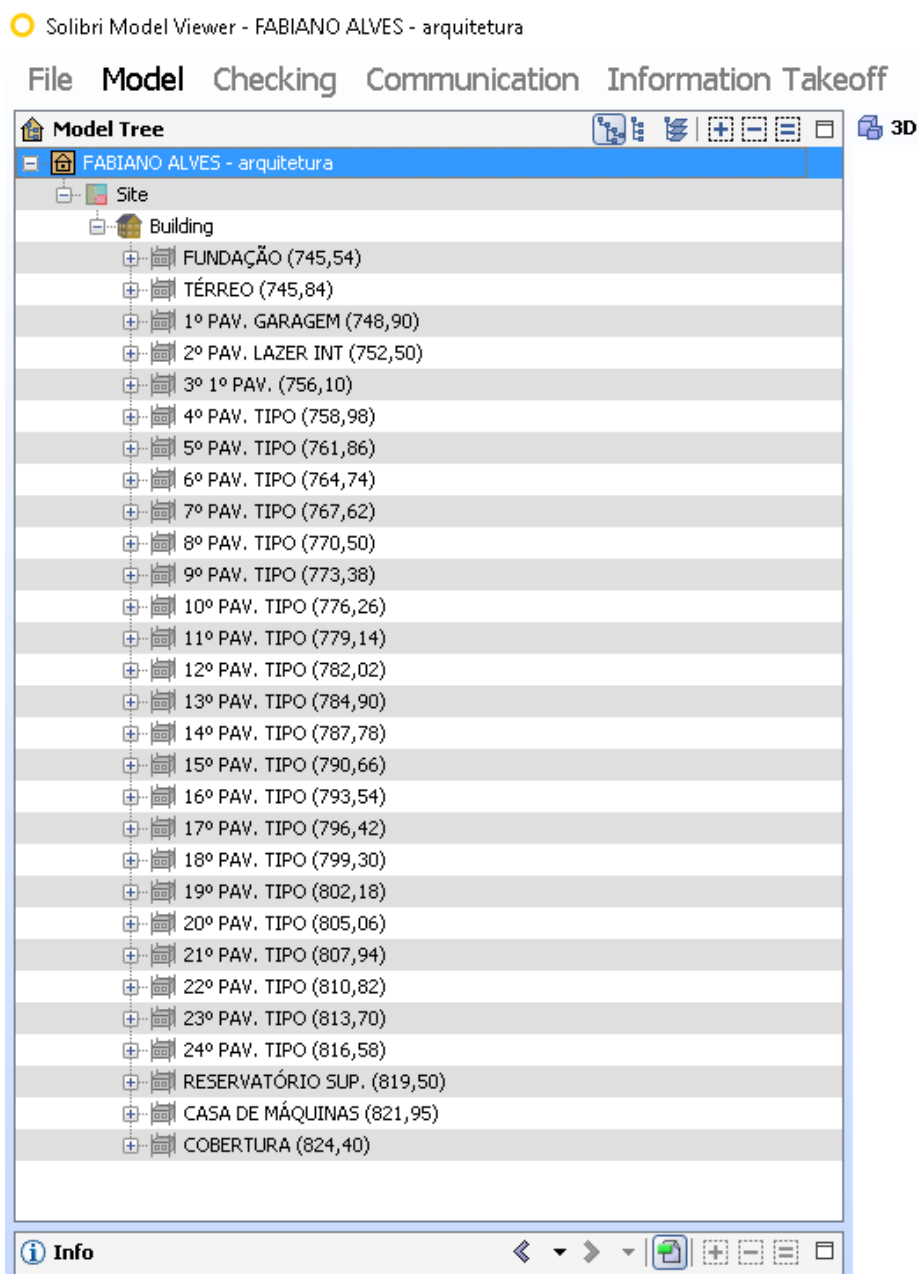 Solibri Model Viewer - FABIANO ALVES - arquitetura
File Model Checking Communication Information Takeoff
Model Tree
3D
FABIANO ALVES - arquitetura
Site
Building
FUNDAÇÃO (745,54)
TÉRREO (745,84)
1º PAV. GARAGEM (748,90)
2º PAV. LAZER INT (752,50)
3º 1º PAV. (756,10)
4º PAV. TIPO (758,98)
5º PAV. TIPO (761,86)
6º PAV. TIPO (764,74)
7º PAV. TIPO (767,62)
8º PAV. TIPO (770,50)
9º PAV. TIPO (773,38)
10º PAV. TIPO (776,26)
11º PAV. TIPO (779,14)
12º PAV. TIPO (782,02)
13º PAV. TIPO (784,90)
14º PAV. TIPO (787,78)
15º PAV. TIPO (790,66)
16º PAV. TIPO (793,54)
17º PAV. TIPO (796,42)
18º PAV. TIPO (799,30)
19º PAV. TIPO (802,18)
20º PAV. TIPO (805,06)
21º PAV. TIPO (807,94)
22º PAV. TIPO (810,82)
23º PAV. TIPO (813,70)
24º PAV. TIPO (816,58)
RESERVATÓRIO SUP. (819,50)
CASA DE MÁQUINAS (821,95)
COBERTURA (824,40)
Info